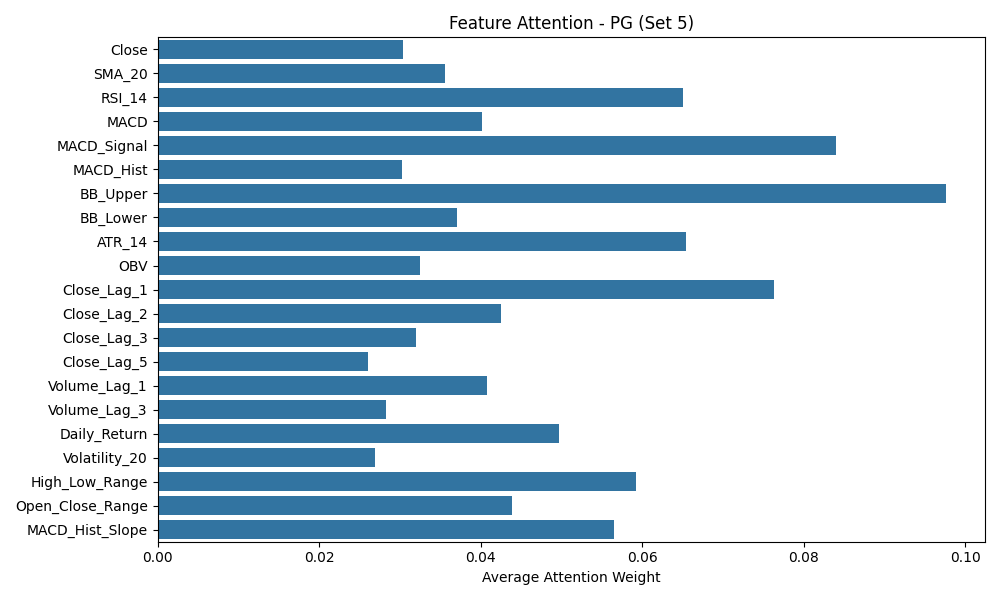 Feature Attention - PG (Set 5)
Close
SMA_20
RSI_14
MACD
MACD_Signal
MACD_Hist
BB_Upper
BB_Lower
ATR_14
OBV
Close_Lag_1
Close_Lag_2
Close_Lag_3
Close_Lag_5
Volume_Lag_1
Volume_Lag_3
Daily_Return
Volatility_20
High_Low_Range
Open_Close_Range
MACD_Hist_Slope
0.00 0.02 0.04 0.06 0.08 0.10
Average Attention Weight